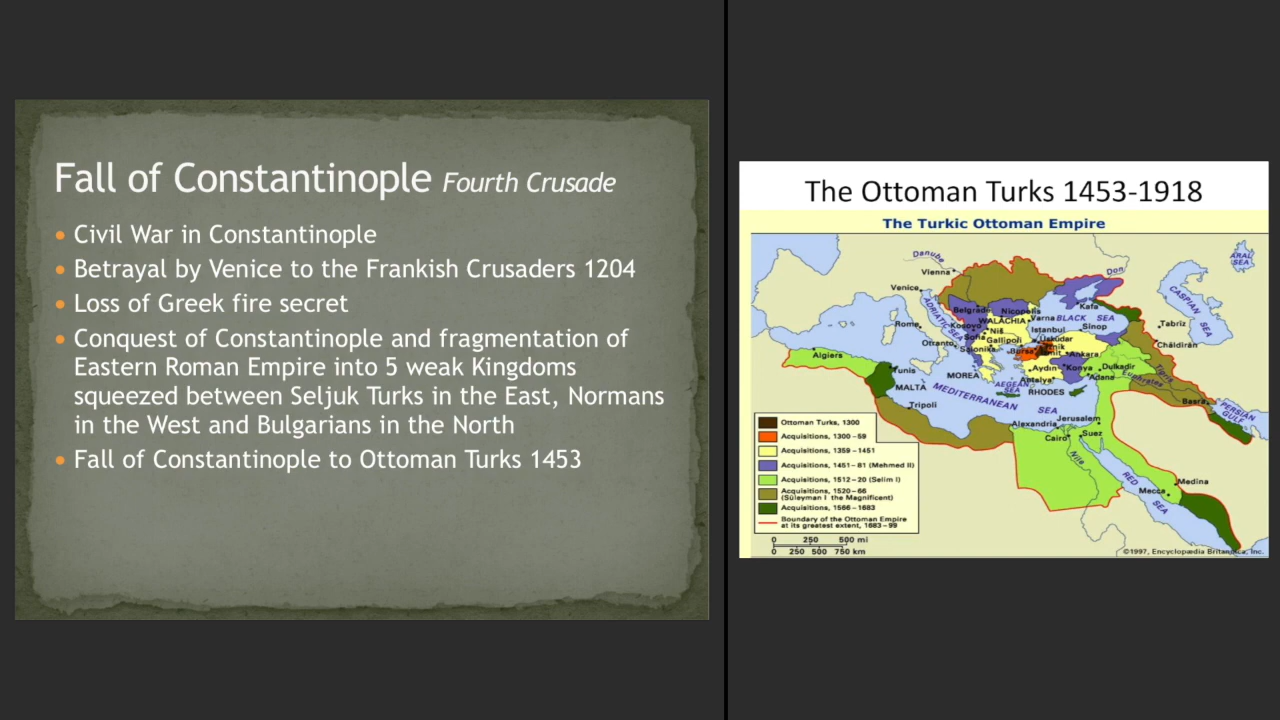 Fall of Constantinople Fourth Crusade
• Civil War in Constantinople
• Betrayal by Venice to the Frankish Crusaders 1204
• Loss of Greek fire secret
• Conquest of Constantinople and fragmentation of
Eastern Roman Empire into 5 weak Kingdoms
squeezed between Seljuk Turks in the East, Normans
in the West and Bulgarians in the North
• Fall of Constantinople to Ottoman Turks 1453
The Ottoman Turks 1453-1918
The Turkic Ottoman Empire
ARAL
SEA
Danube
Vienna
Don
Venice
CASPIAN
SEA
Kafa
Belgrade
Nicopolis
ADRIATIC SEA
WALACHIA
Varna
BLACK SEA
Rome
Kosovo
Niš
Istanbul
Sinop
Tabriz
Sofia
Gallipoli
Üsküdar
Otranto
Salonika
Bursa
Ankara
Chāldirān
Algiers
Tunis
MOREA
Aydın
Konya
Dulkadır
Tigris
MALTA
AEGEAN
SEA
Antalya
Adana
Euphrates
MEDITERRANEAN SEA
RHODES
Basra
PERSIAN
GULF
Tripoli
Alexandria
Jerusalem
Cairo
Suez
Nile
RED
SEA
Medina
Mecca
Ottoman Turks, 1300
Acquisitions, 1300–59
Acquisitions, 1359–1451
Acquisitions, 1451–81 (Mehmed II)
Acquisitions, 1512–20 (Selim I)
Acquisitions, 1520–66
(Süleyman I the Magnificent)
Acquisitions, 1566–1683
Boundary of the Ottoman Empire
at its greatest extent, 1683–99
0 250 500 mi
0 250 500 750 km
©1997, Encyclopædia Britannica, Inc.